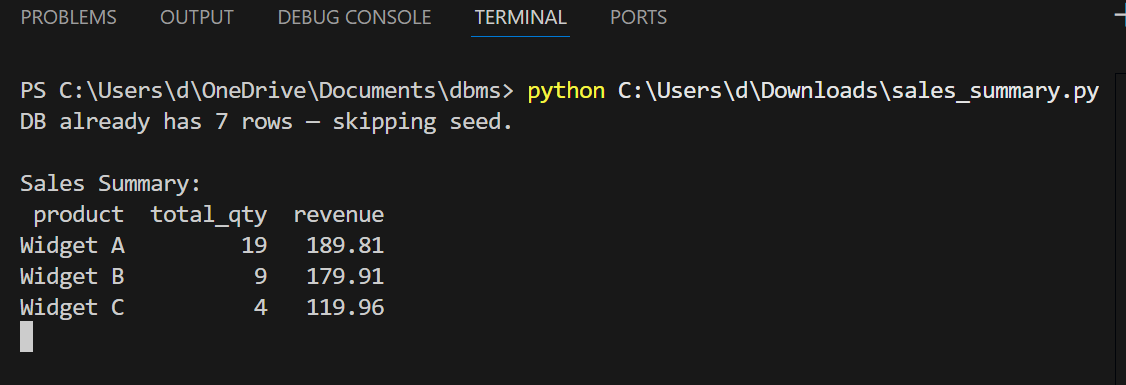 PROBLEMS OUTPUT DEBUG CONSOLE TERMINAL PORTS
PS C:\Users\d\OneDrive\Documents\dbms> python C:\Users\d\Downloads\sales_summary.py
DB already has 7 rows — skipping seed.
Sales Summary:
product total_qty revenue
Widget A 19 189.81
Widget B 9 179.91
Widget C 4 119.96